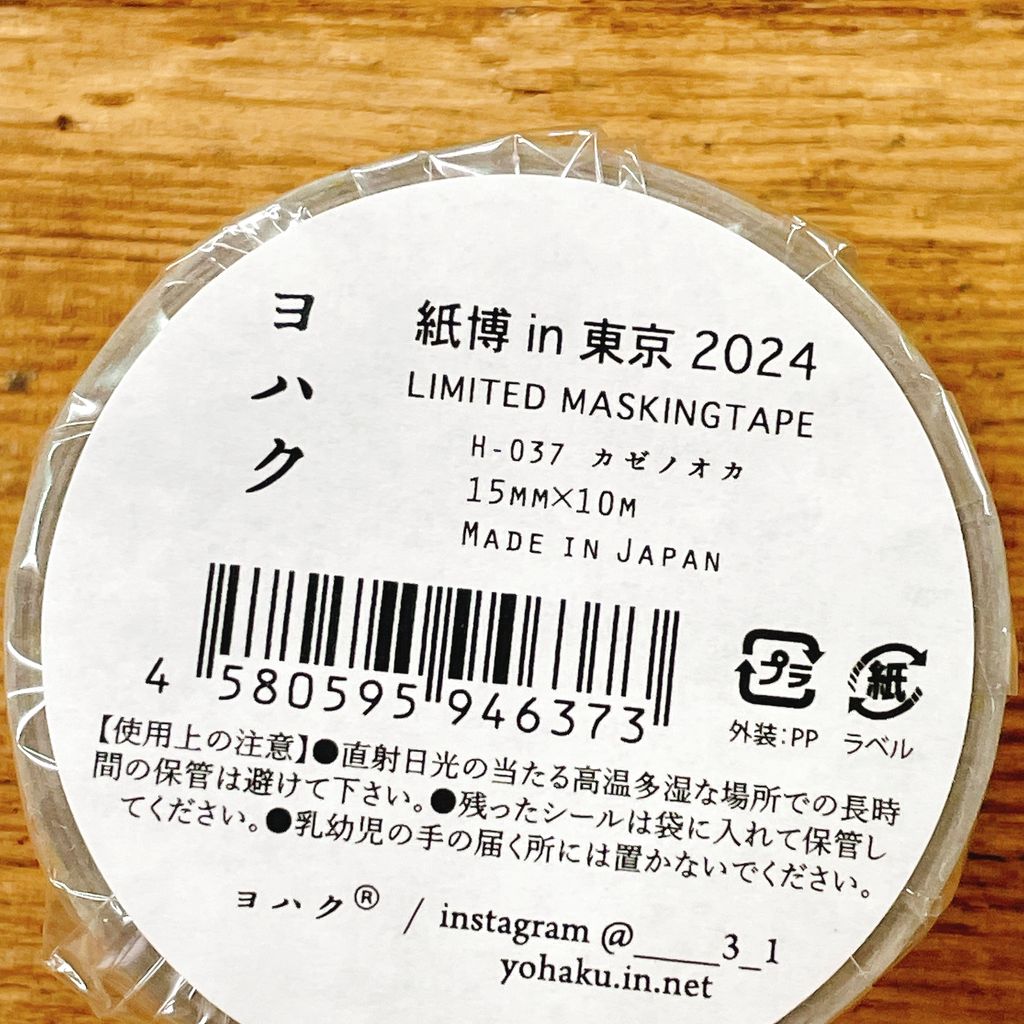 ヨハク
紙博 in 東京 2024
LIMITED MASKINGTAPE
H-037 カゼノオカ
15MM×10M
MADE IN JAPAN
4 580595 946373
プラ
紙
外装:PP
ラベル
【使用上の注意】●直射日光の当たる高温多湿な場所での長時
間の保管は避けて下さい。●残ったシールは袋に入れて保管し
てください。●乳幼児の手の届く所には置かないでください。
ヨハク® / instagram @_____3_1
yohaku.in.net